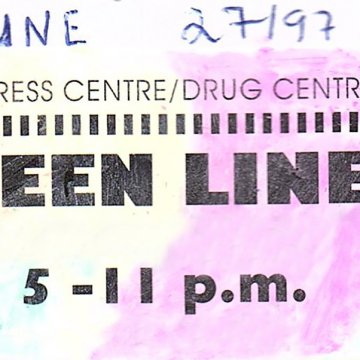 UNE 27/97
RESS CENTRE/DRUG CENTR
EEN LINE
5 - 11 p.m.